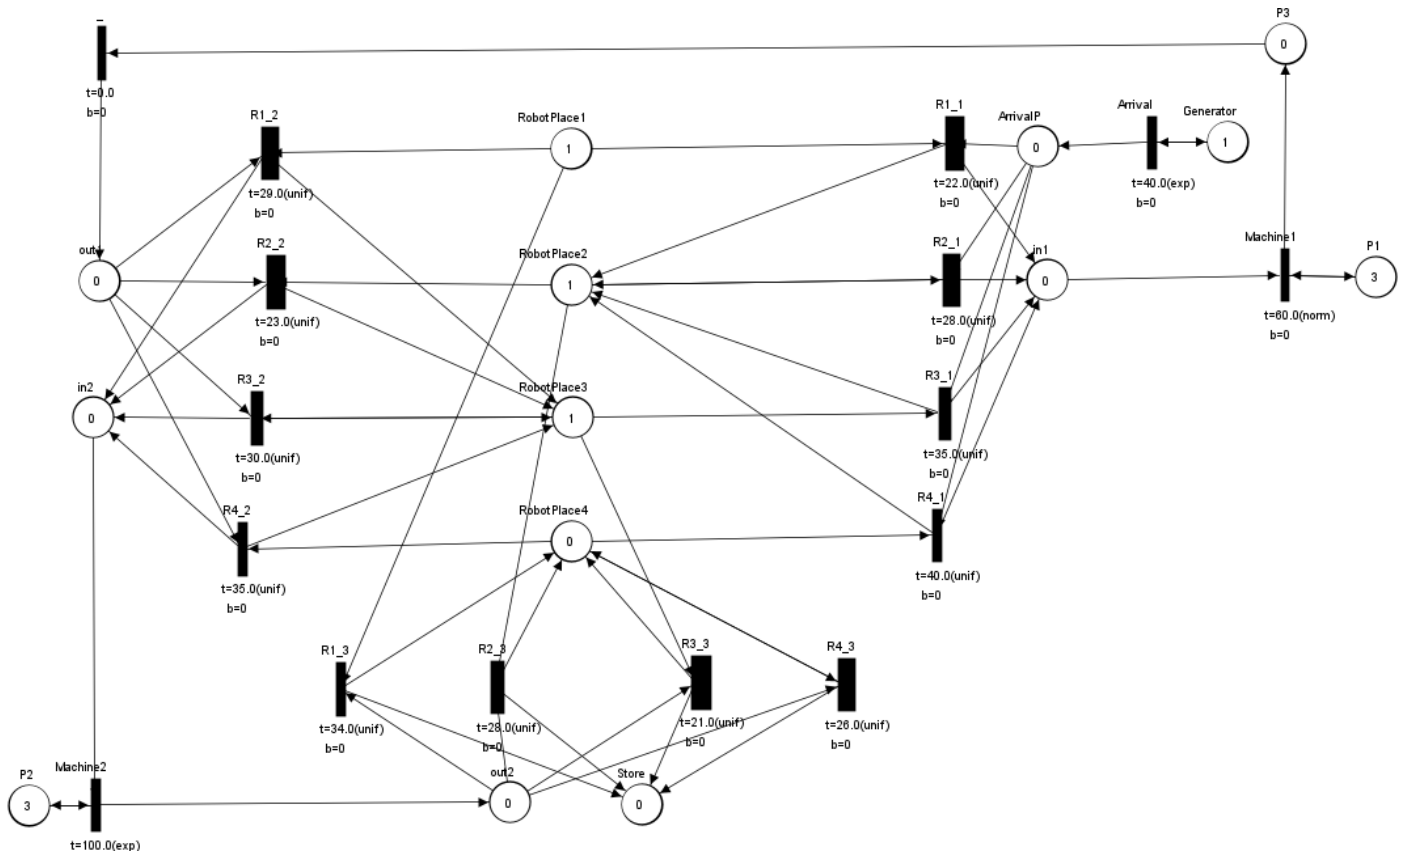 _
P3
0
t=0.0
b=0
R1_2
RobotPlace1
R1_1
ArrivalP
Arrival
Generator
1
0
1
t=29.0(unif)
b=0
t=22.0(unif)
b=0
t=40.0(exp)
b=0
out1
R2_2
RobotPlace2
R2_1
in1
Machine1
P1
0
1
0
3
t=23.0(unif)
b=0
t=28.0(unif)
b=0
t=60.0(norm)
b=0
in2
R3_2
RobotPlace3
R3_1
0
1
t=30.0(unif)
b=0
t=35.0(unif)
b=0
R4_2
RobotPlace4
R4_1
0
t=35.0(unif)
b=0
t=40.0(unif)
b=0
R1_3
R2_3
R3_3
R4_3
t=34.0(unif)
b=0
t=28.0(unif)
b=0
t=21.0(unif)
b=0
t=26.0(unif)
b=0
P2
Machine2
out2
Store
3
0
0
t=100.0(exp)